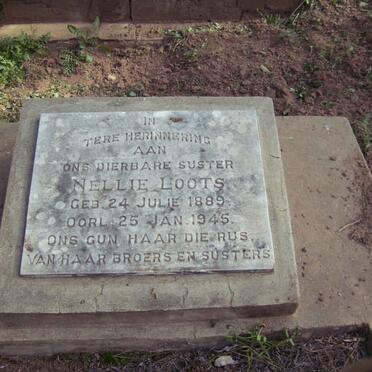 IN
TERE HERINNERING
AAN
ONS DIERBARE SUSTER
NELLIE LOOTS
GEB. 24 JULIE 1889.
OORL. 25 JAN. 1945.
ONS GUN HAAR DIE RUS,
VAN HAAR BROERS EN SUSTERS